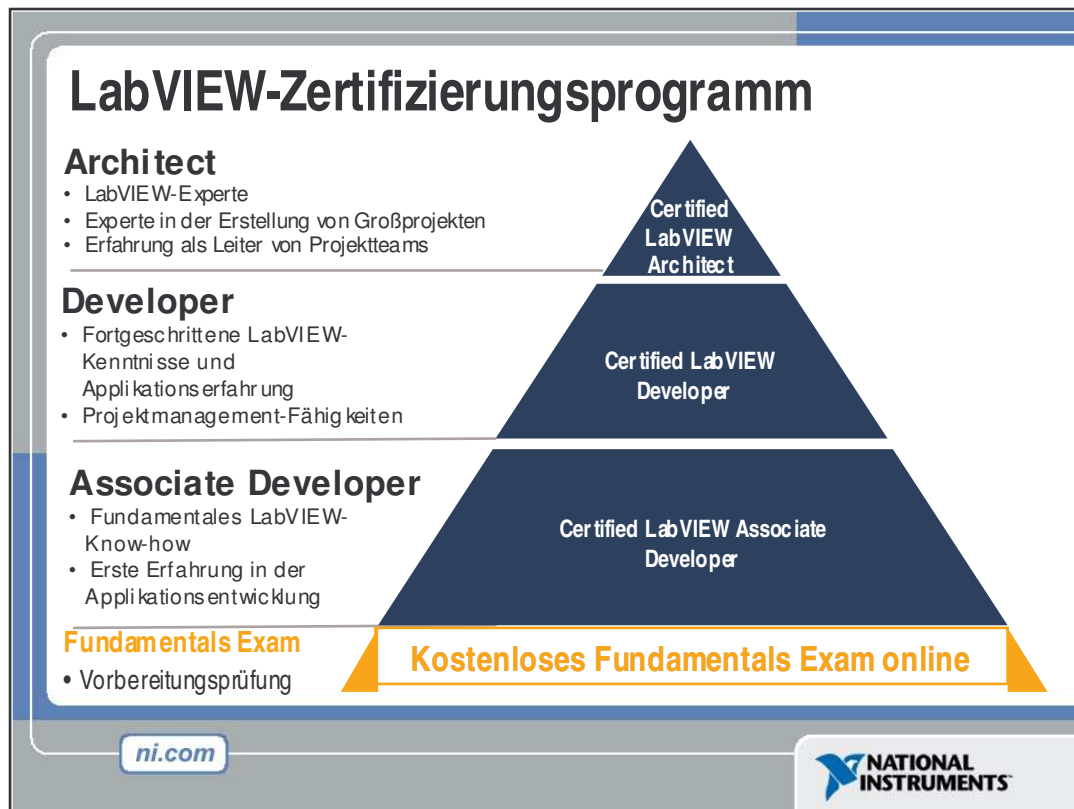 LabVIEW-Zertifizierungsprogramm
Architect
• LabVIEW-Experte
• Experte in der Erstellung von Großprojekten
• Erfahrung als Leiter von Projektteams
Certified
LabVIEW
Architect
Developer
• Fortgeschrittene LabVIEW-
Kenntnisse und
Applikationserfahrung
• Projektmanagement-Fähigkeiten
Certified LabVIEW
Developer
Associate Developer
• Fundamentales LabVIEW-
Know-how
• Erste Erfahrung in der
Applikationsentwicklung
Certified LabVIEW Associate
Developer
Fundamentals Exam
• Vorbereitungsprüfung
Kostenloses Fundamentals Exam online
ni.com
NATIONAL
INSTRUMENTS™